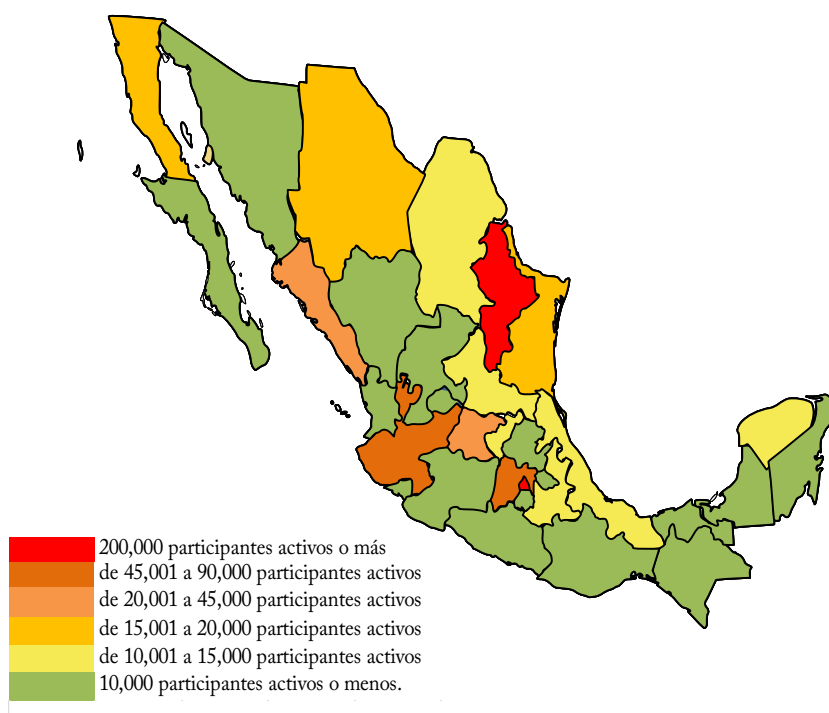 200,000 participantes activos o más
de 45,001 a 90,000 participantes activos
de 20,001 a 45,000 participantes activos
de 15,001 a 20,000 participantes activos
de 10,001 a 15,000 participantes activos
10,000 participantes activos o menos.